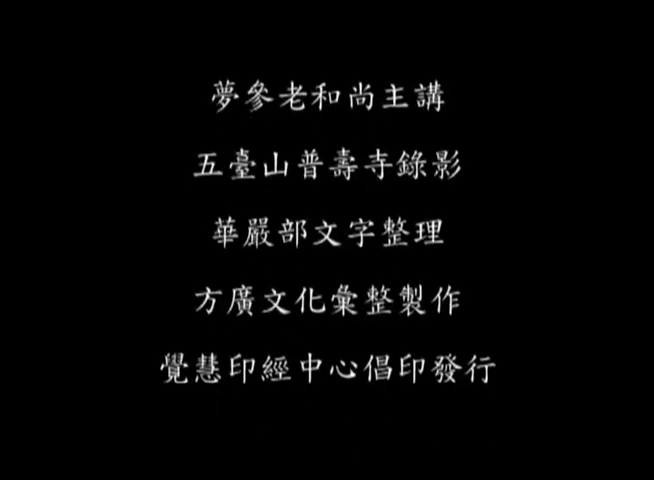 夢參老和尚主講
五臺山普壽寺錄影
華嚴部文字整理
方廣文化彙整製作
覺慧印經中心倡印發行